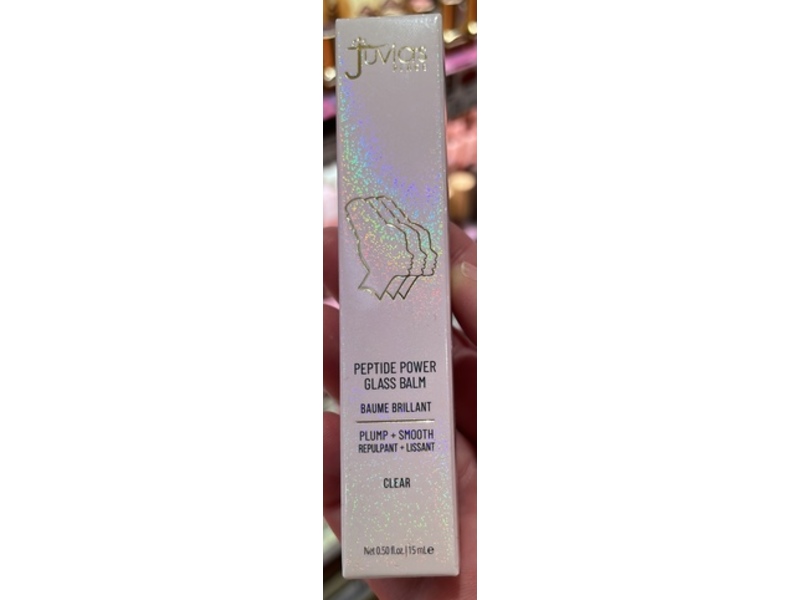 Juvia's
PLACE
PEPTIDE POWER
GLASS BALM
BAUME BRILLANT
PLUMP + SMOOTH
REPULPANT + LISSANT
CLEAR
Net 0.50 fl.oz. | 15 mL ℮